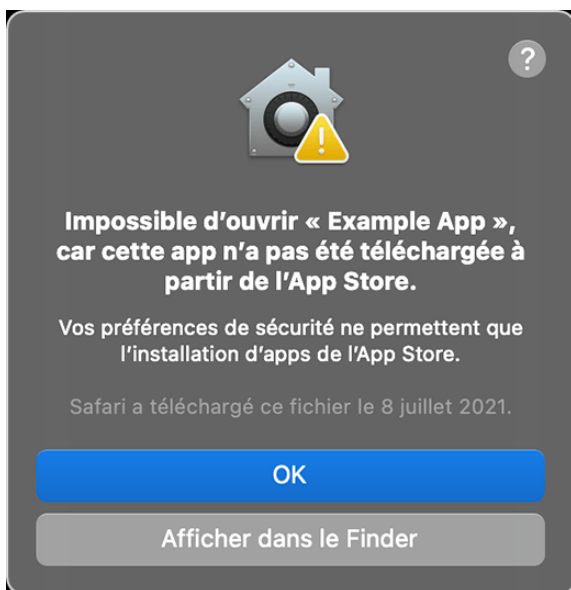 ?
Impossible d’ouvrir « Example App »,
car cette app n’a pas été téléchargée à
partir de l’App Store.
Vos préférences de sécurité ne permettent que
l’installation d’apps de l’App Store.
Safari a téléchargé ce fichier le 8 juillet 2021.
OK
Afficher dans le Finder